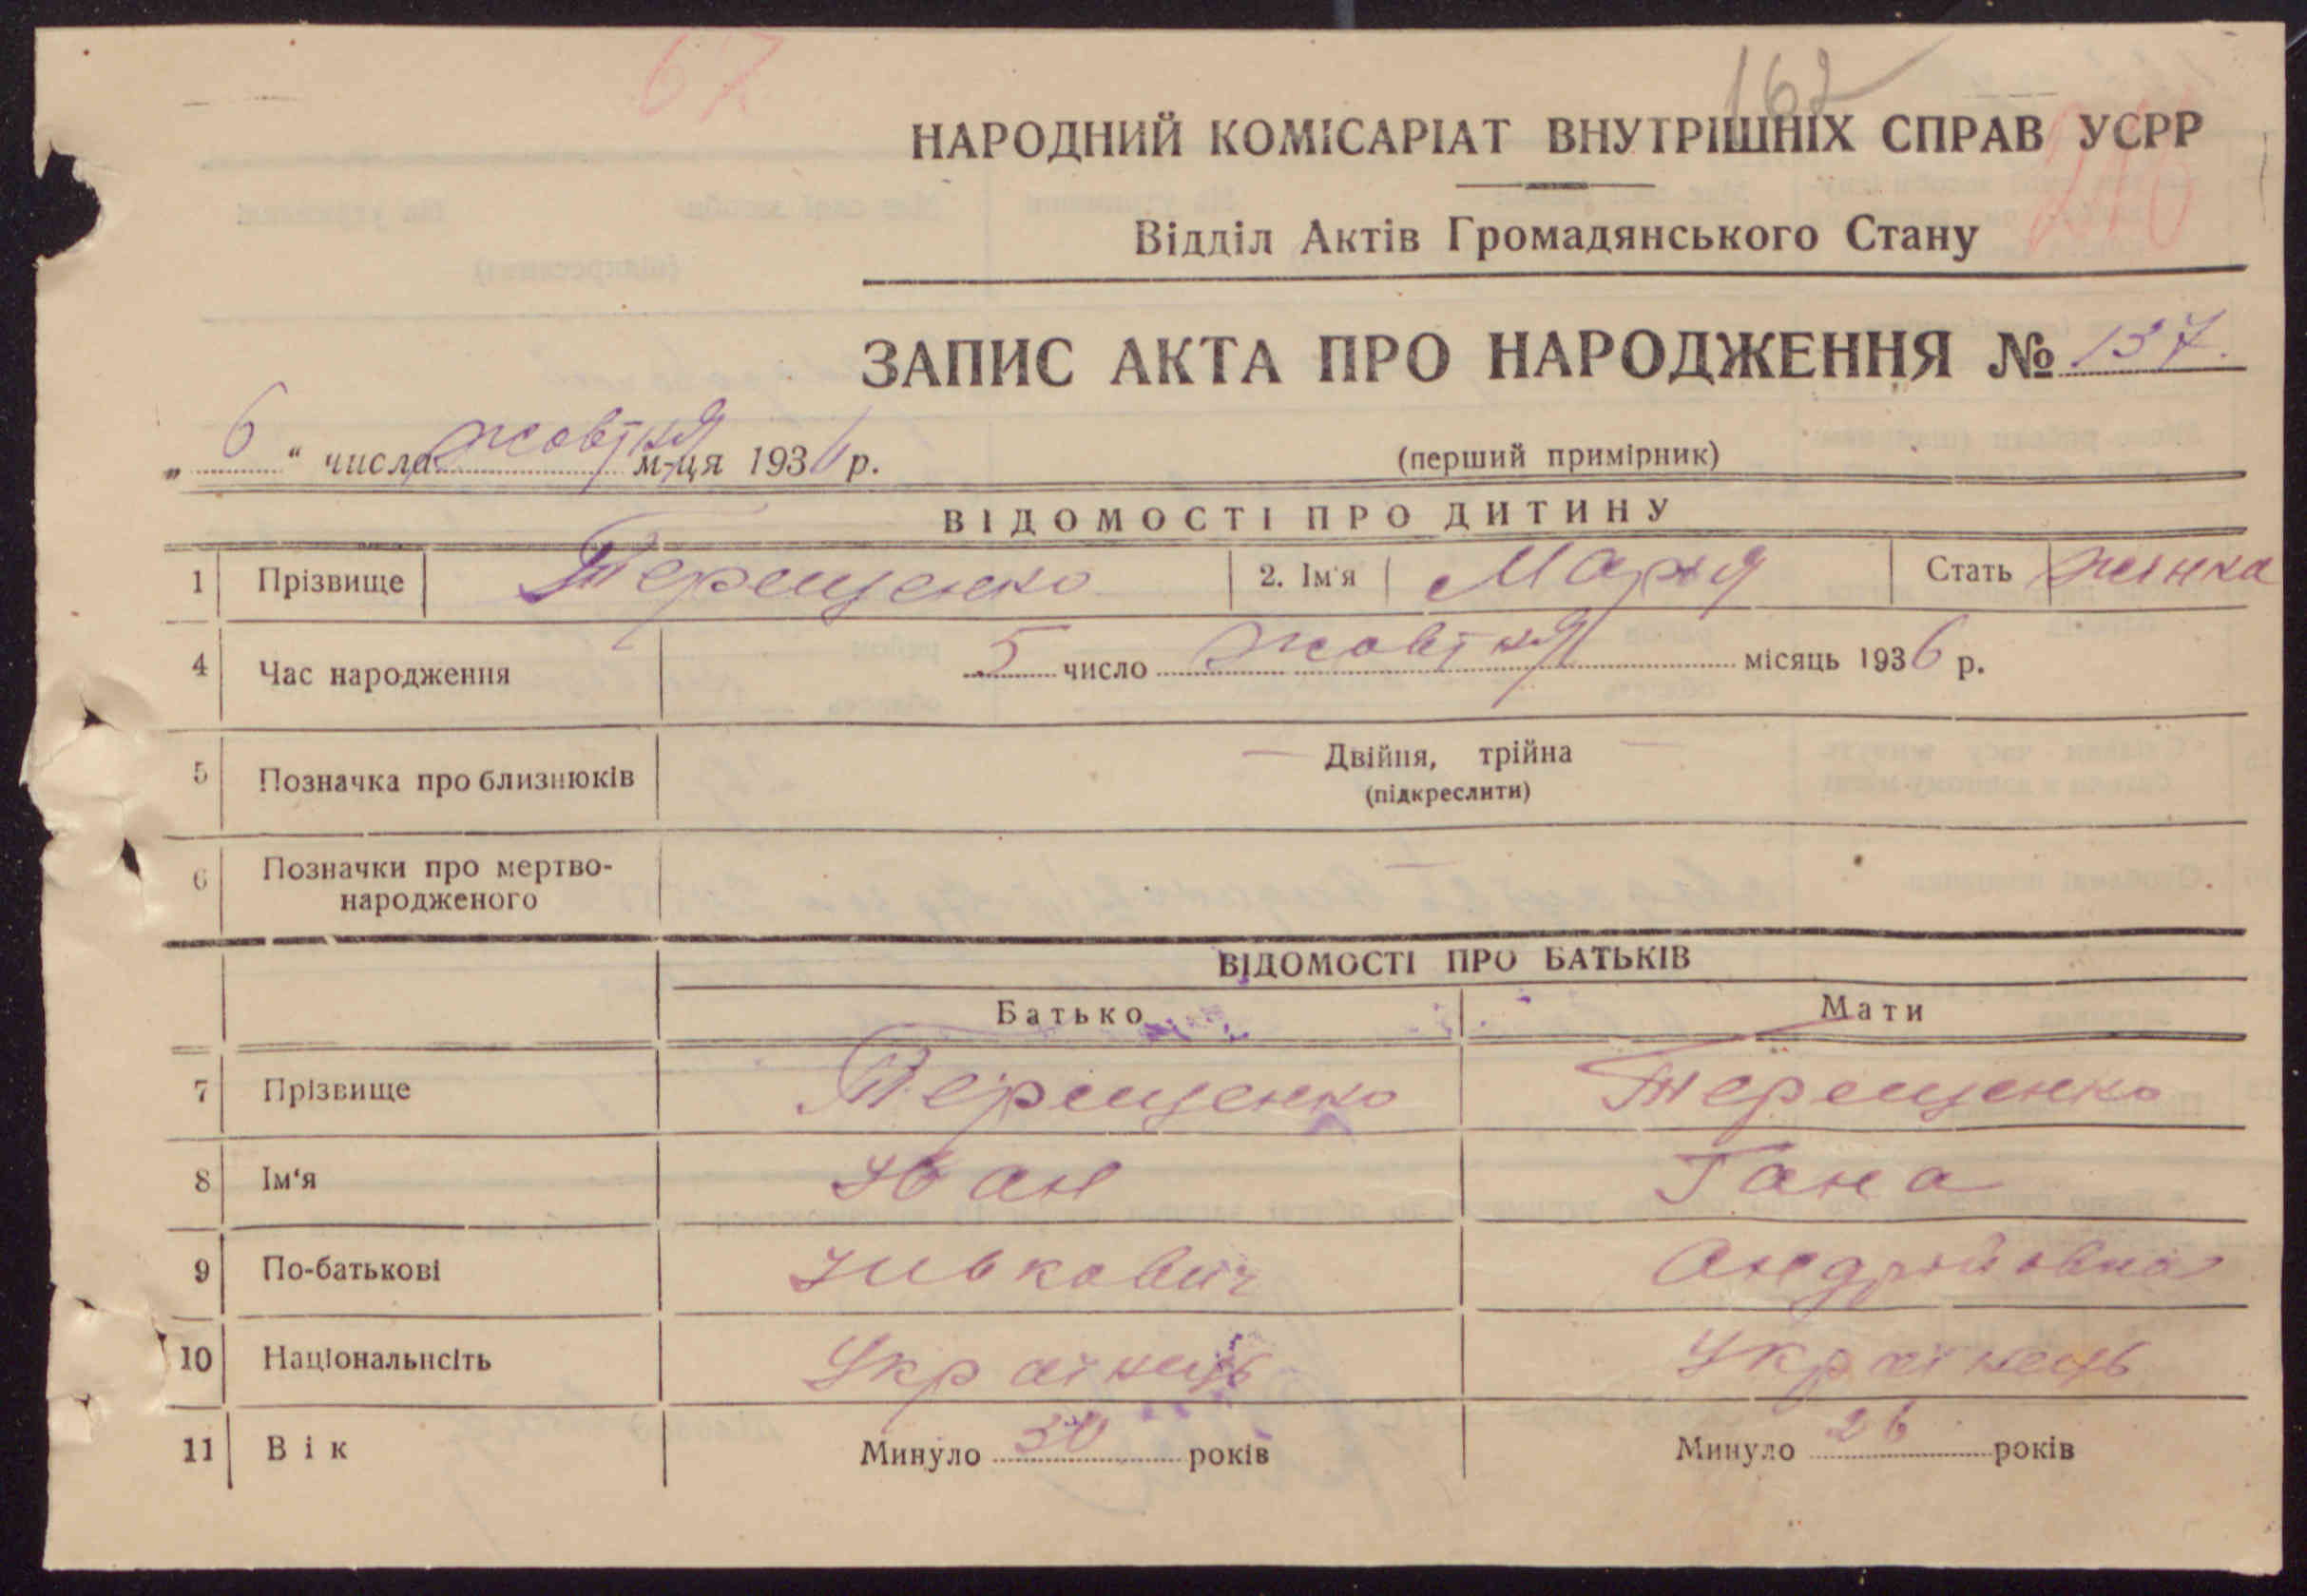 67
162
НАРОДНИЙ КОМІСАРІАТ ВНУТРІШНІХ СПРАВ УСРР
Відділ Актів Громадянського Стану
ЗАПИС АКТА ПРО НАРОДЖЕННЯ № 137.
„6“ числа жовтня м-ця 1936 р. (перший примірник)
ВІДОМОСТІ ПРО ДИТИНУ
1 Прізвище Терещенко 2. Ім'я Марія Стать жінка
4 Час народження 5 число жовтня місяць 1936 р.
5 Позначка про близнюків — Двійня, трійна —
(підкреслити)
6 Позначки про мертво-
народженого —
ВІДОМОСТІ ПРО БАТЬКІВ
Батько Мати
7 Прізвище Терещенко Терещенко
8 Ім‘я Іван Гана
9 По-батькові Андрійовна
10 Національнсіть Українець Українець
11 Вік Минуло 30 років Минуло 26 років